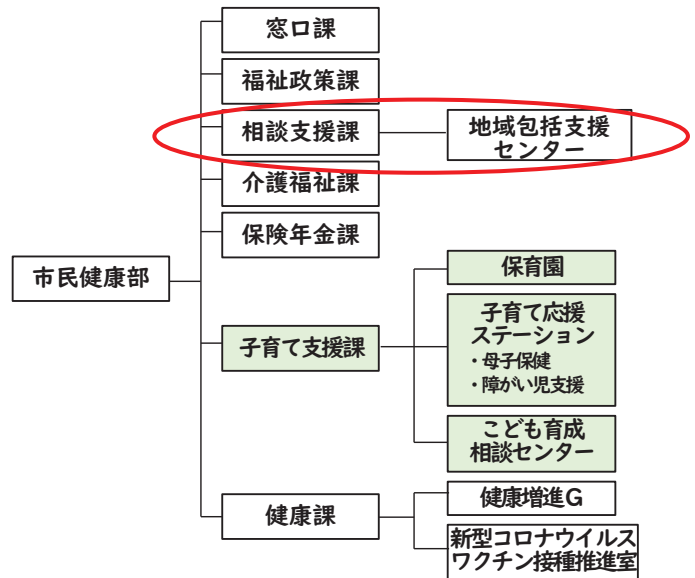 窓口課
福祉政策課
相談支援課
地域包括支援
センター
介護福祉課
保険年金課
市民健康部
保育園
子育て支援課
子育て応援
ステーション
・母子保健
・障がい児支援
こども育成
相談センター
健康課
健康増進G
新型コロナウイルス
ワクチン接種推進室